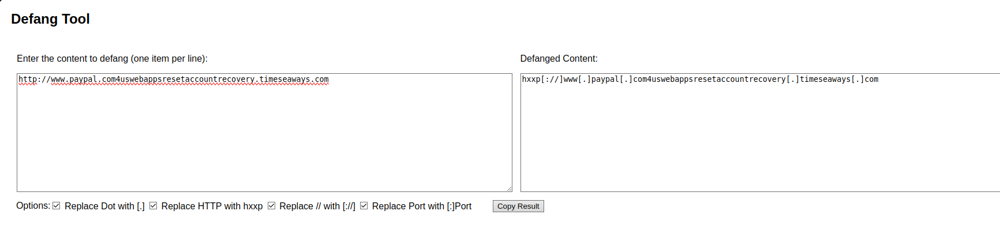 Defang Tool
Enter the content to defang (one item per line):
Defanged Content:
http://www.paypal.com4uswebappsresetaccountrecovery.timeseaways.com
hxxp[://]www[.]paypal[.]com4uswebappsresetaccountrecovery[.]timeseaways[.]com
Options: Replace Dot with [.] Replace HTTP with hxxp Replace // with [://] Replace Port with [:]Port Copy Result